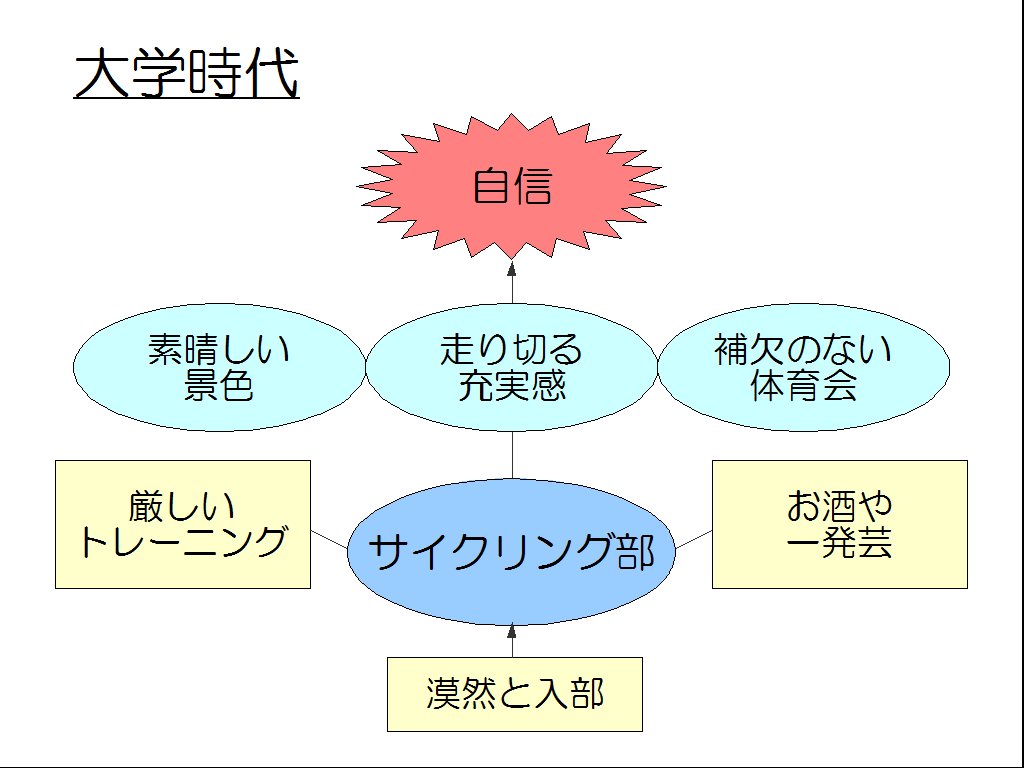 大学時代
自信
素晴しい
景色
走り切る
充実感
補欠のない
体育会
厳しい
トレーニング
サイクリング部
お酒や
一発芸
漠然と入部